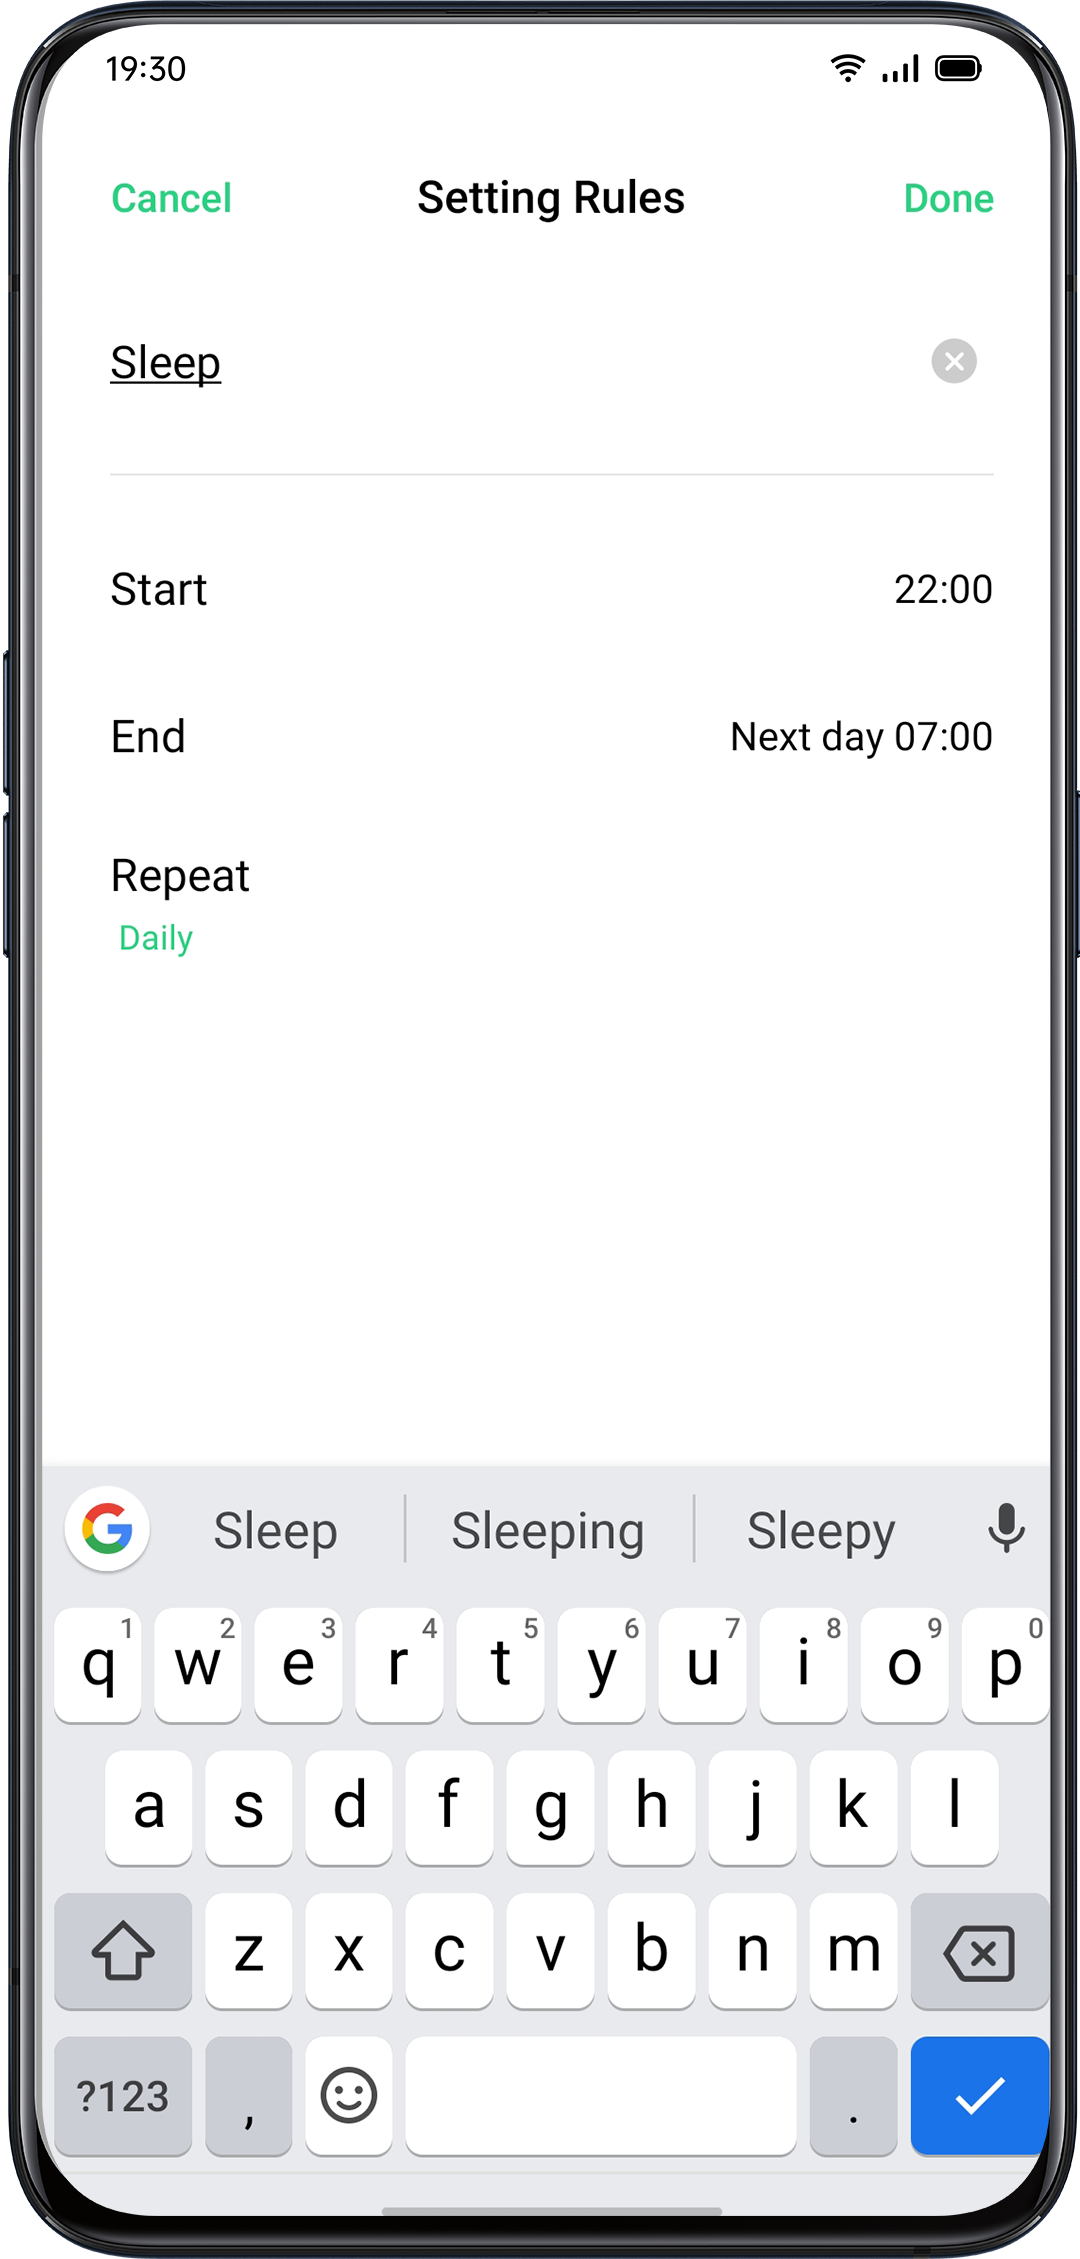 19:30
Cancel Setting Rules Done
Sleep
Start 22:00
End Next day 07:00
Repeat
Daily
G Sleep Sleeping Sleepy
1 2 3 4 5 6 7 8 9 0
q w e r t y u i o p
a s d f g h j k l
z x c v b n m
?123 , .